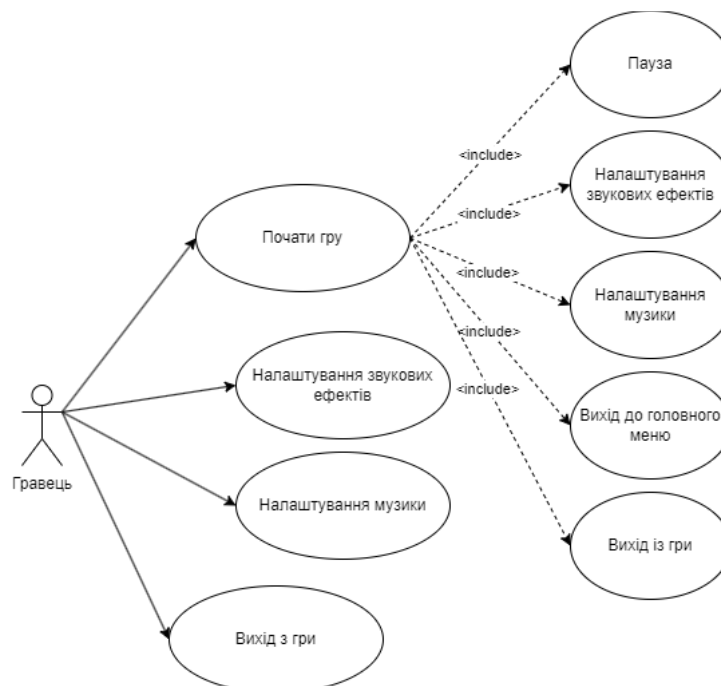 Пауза
<include>
Налаштування
звукових ефектів
<include>
Почати гру
<include>
Налаштування
музики
<include>
Налаштування звукових
ефектів
<include>
Вихід до головного
меню
Гравець
Налаштування музики
Вихід із гри
Вихід з гри